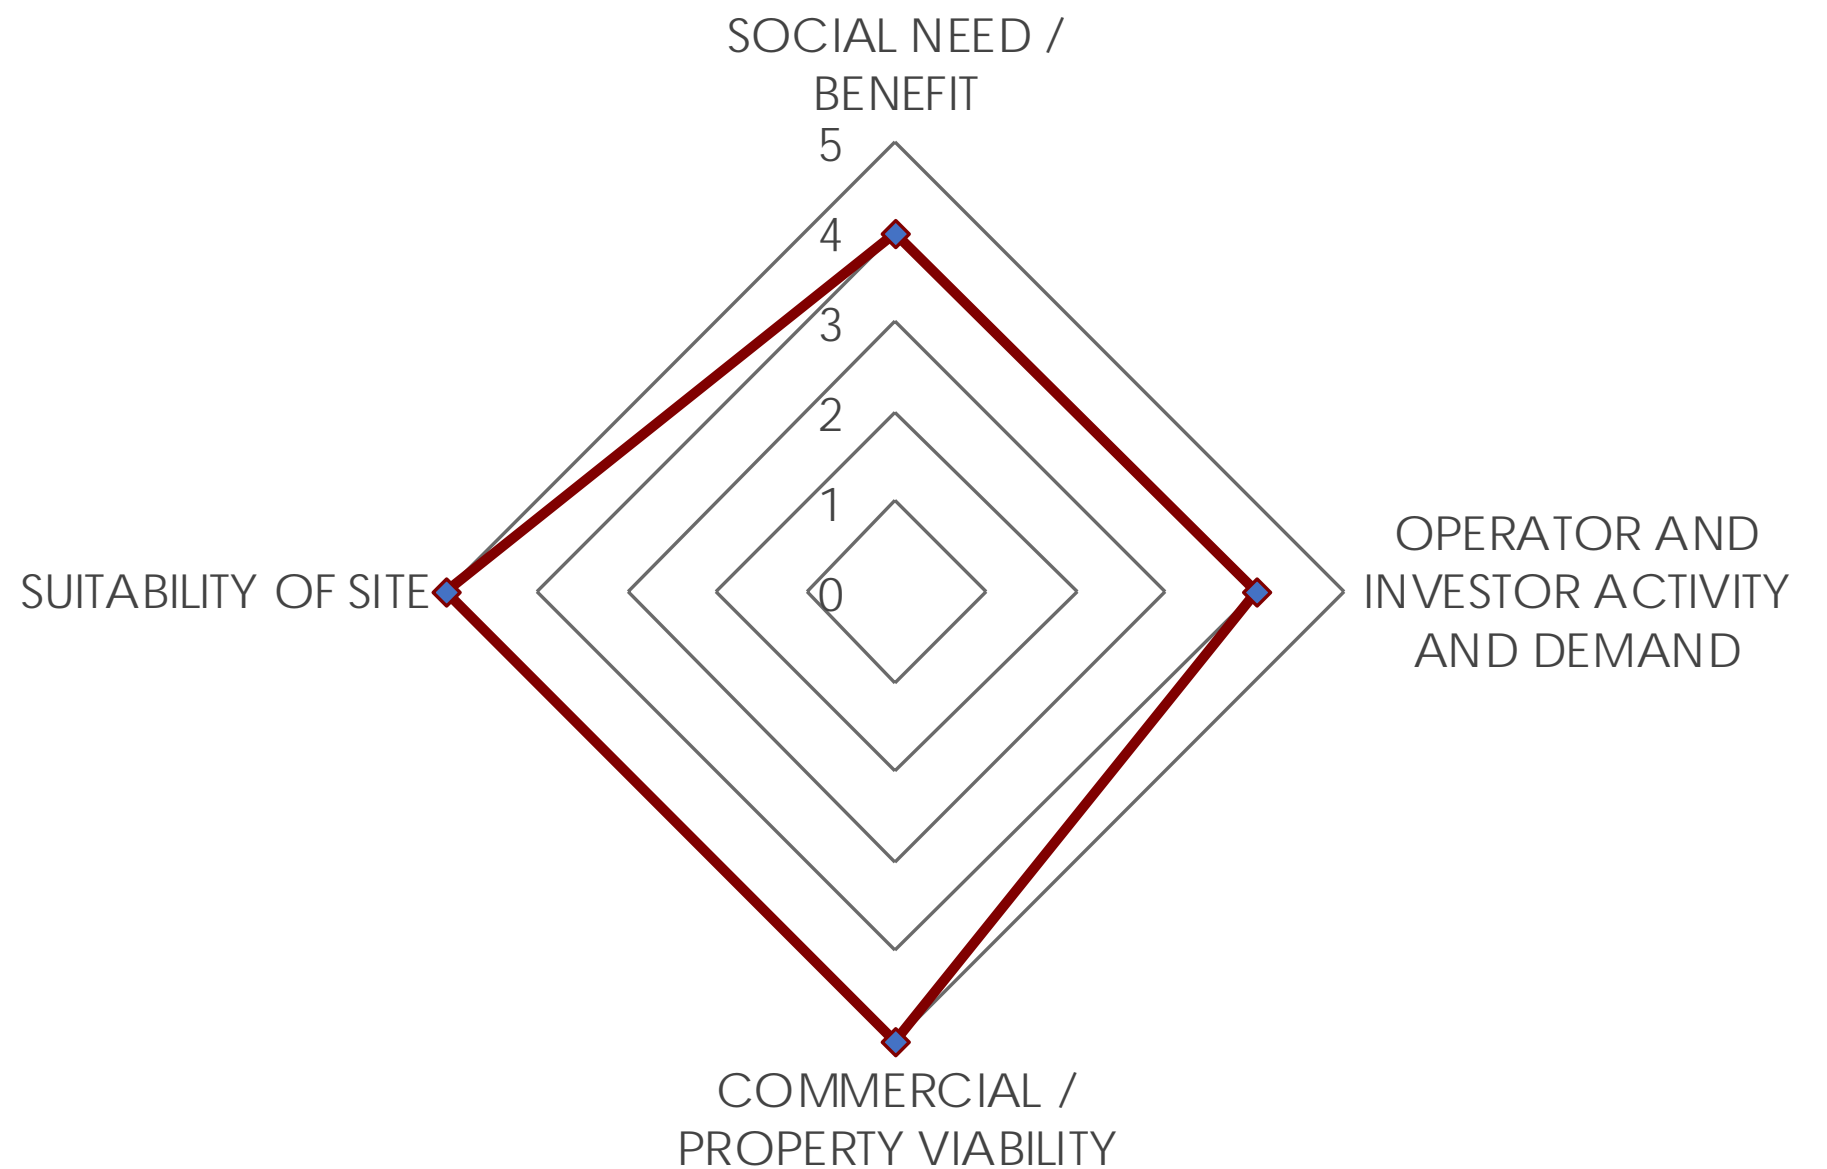 SOCIAL NEED /
BENEFIT
5
4
3
2
1
0
OPERATOR AND
INVESTOR ACTIVITY
AND DEMAND
SUITABILITY OF SITE
COMMERCIAL /
PROPERTY VIABILITY